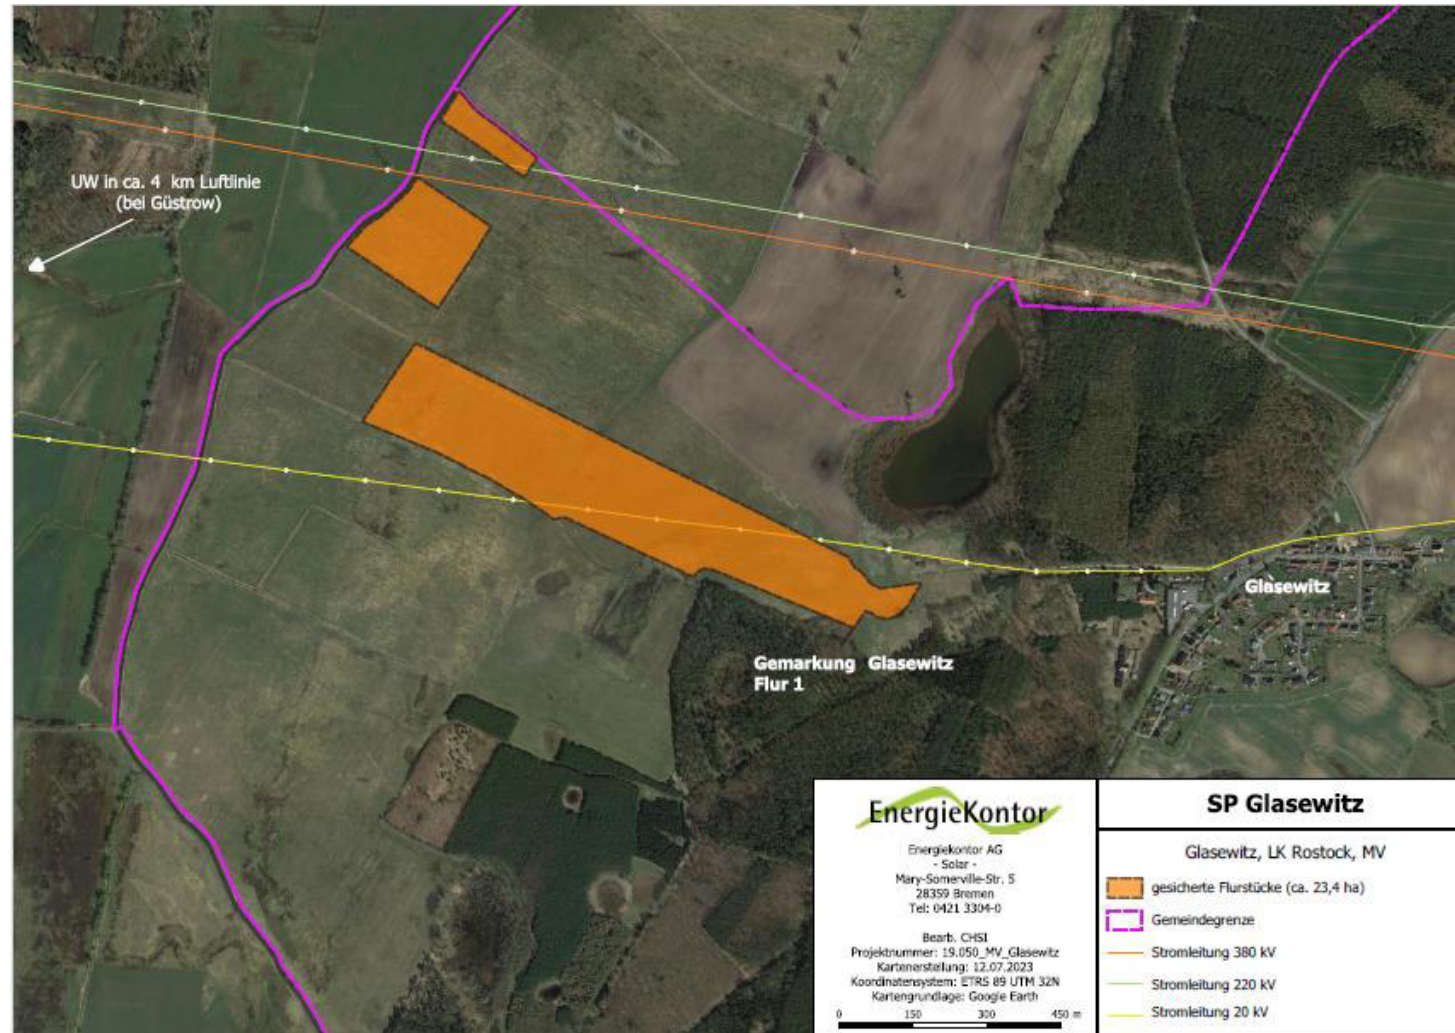 UW in ca. 4 km Luftlinie
(bei Güstrow)
Glasewitz
Gemarkung Glasewitz
Flur 1
EnergieKontor
Energiekontor AG
- Solar -
Mary-Somerville-Str. 5
28359 Bremen
Tel: 0421 3304-0
Bearb. CHSI
Projektnummer: 19.050_MV_Glasewitz
Kartenerstellung: 12.07.2023
Koordinatensystem: ETRS 89 UTM 32N
Kartengrundlage: Google Earth
0 150 300 450 m
SP Glasewitz
Glasewitz, LK Rostock, MV
gesicherte Flurstücke (ca. 23,4 ha)
Gemeindegrenze
Stromleitung 380 kV
Stromleitung 220 kV
Stromleitung 20 kV